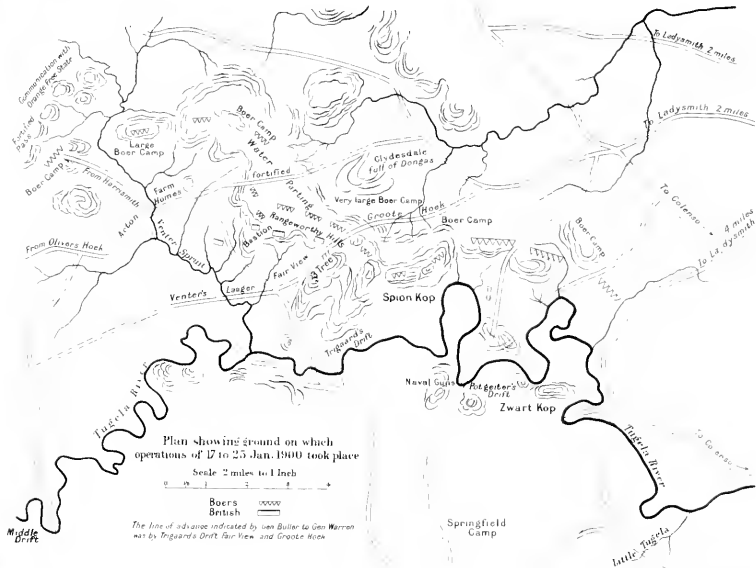 To Ladysmith 2 miles
Communication with
Orange Free State
Fortified
Pass
Boer Camp
From Harrismith
Large
Boer Camp
Boer Camp
Water
Parting
fortified
Clydesdale
full of Dongas
To Ladysmith 2 miles
Farm
Humes
Very large Boer Camp
Groote Hoek
Boer Camp
To Colenso
4 miles
To Ladysmith
Boer Camp
Acton
Venter Spruit
From Olivers Hoek
Bastion
Rangeworthy Hills
3 Tree
Fair View
Venter's Laager
Spion Kop
Trigaard's
Drift
Naval Guns
Potgeiter's
Drift
Zwart Kop
Tugela River
Tugela River
To Colenso
Plan showing ground on which
operations of 17 to 25 Jan. 1900 took place
Scale 2 miles to 1 Inch
Boers
British
The line of advance indicated by Gen Buller to Gen Warren
was by Trigaard's Drift Fair View and Groote Hoek
Middle
Drift
Springfield
Camp
Little Tugela